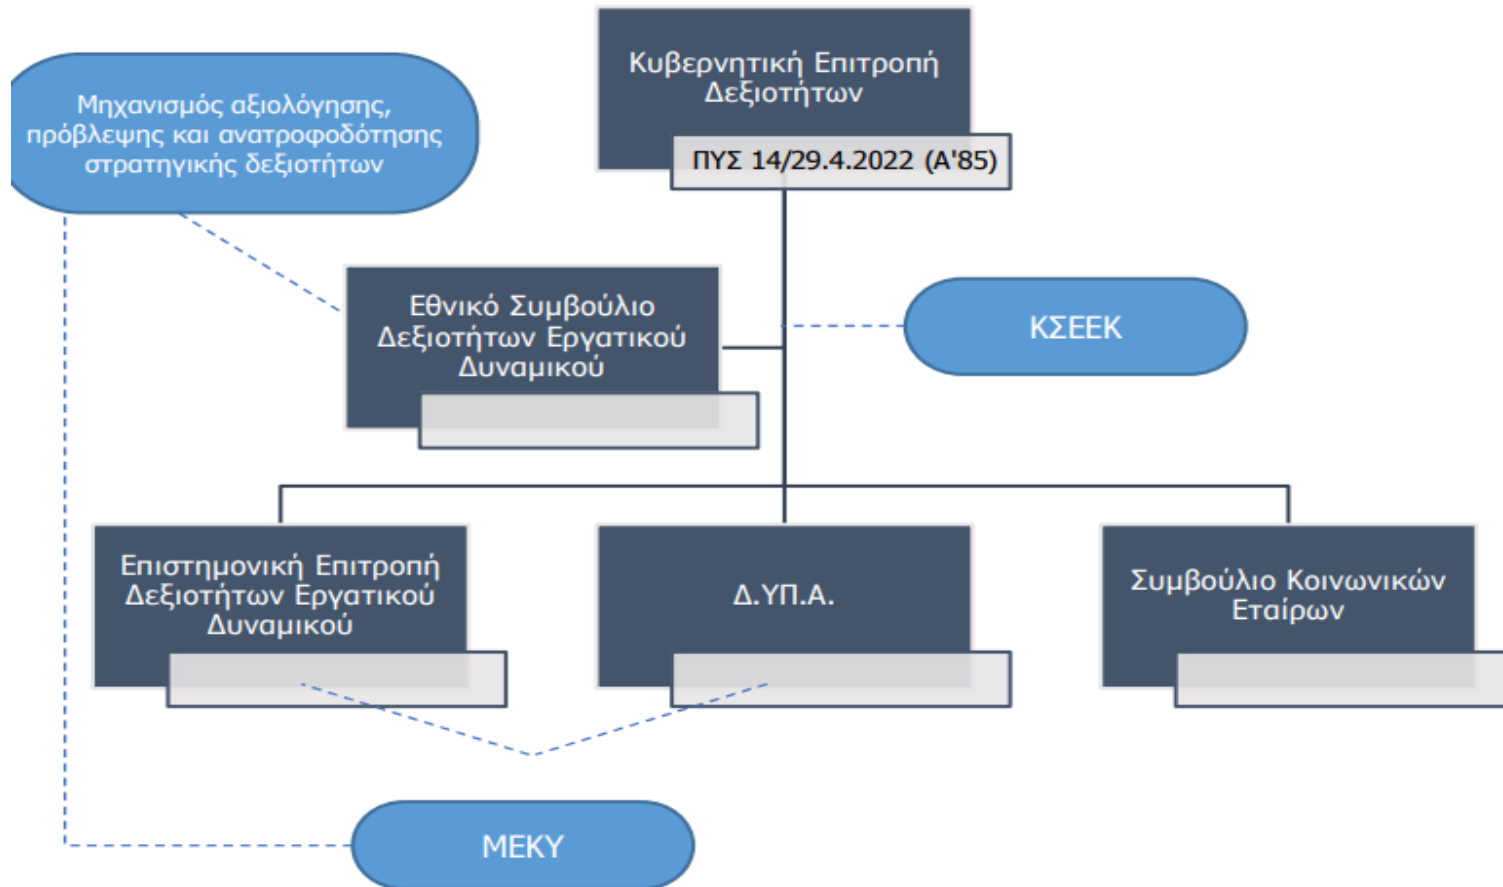 Κυβερνητική Επιτροπή
Δεξιοτήτων
ΠΥΣ 14/29.4.2022 (Α'85)
Μηχανισμός αξιολόγησης,
πρόβλεψης και ανατροφοδότησης
στρατηγικής δεξιοτήτων
Εθνικό Συμβούλιο
Δεξιοτήτων Εργατικού
Δυναμικού
ΚΣΕΕΚ
Επιστημονική Επιτροπή
Δεξιοτήτων Εργατικού
Δυναμικού
Δ.ΥΠ.Α.
Συμβούλιο Κοινωνικών
Εταίρων
ΜΕΚΥ